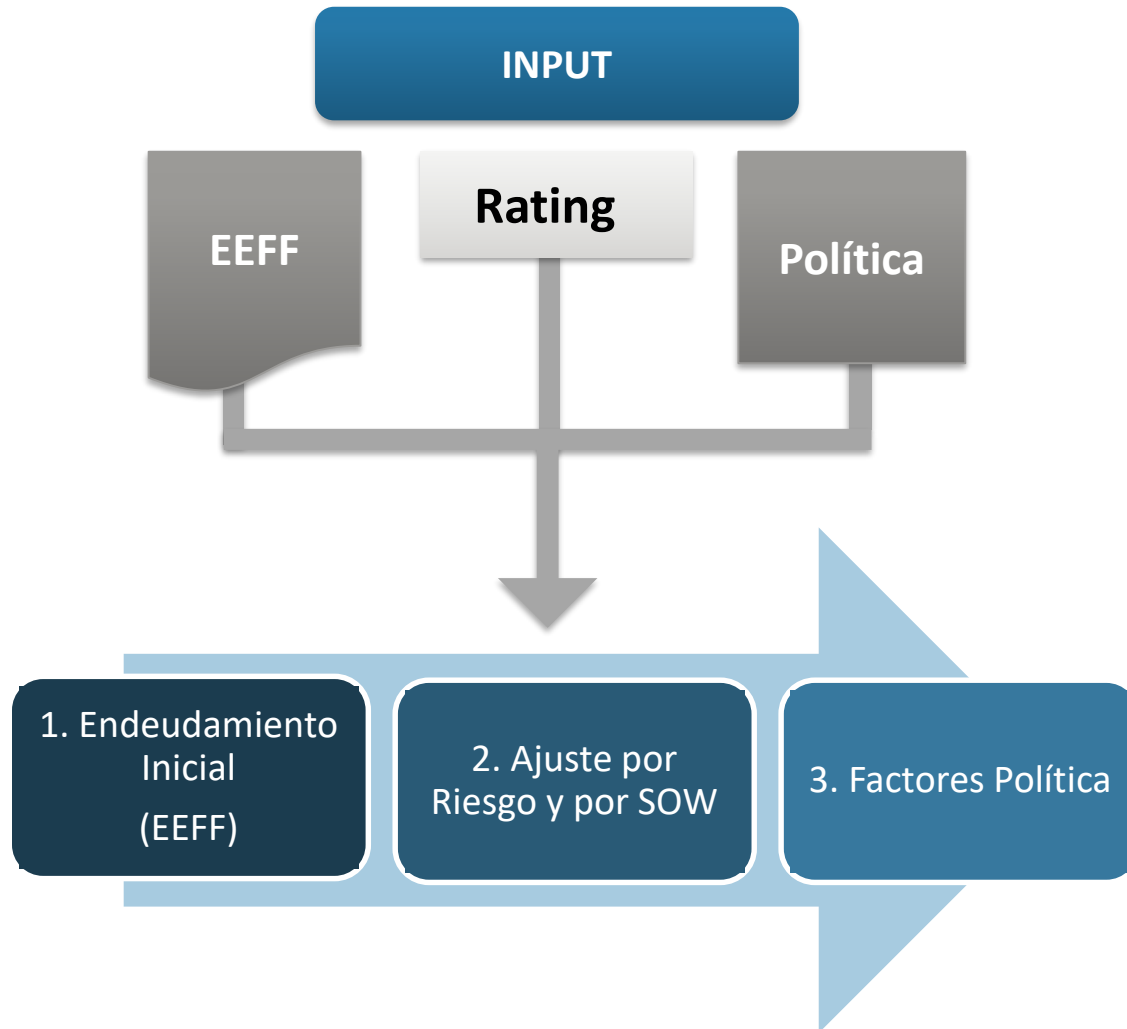 INPUT
EEFF
Rating
Política
1. Endeudamiento
Inicial
(EEFF)
2. Ajuste por
Riesgo y por SOW
3. Factores Política